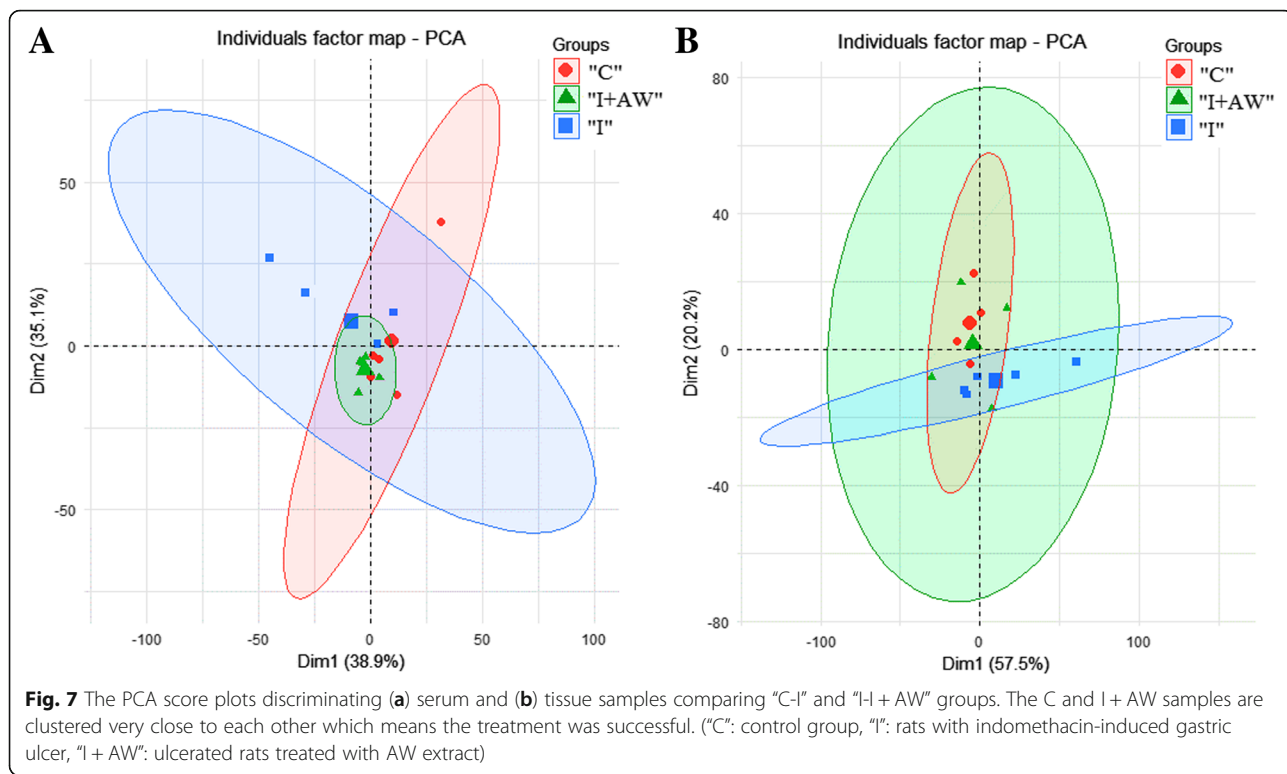 A
Individuals factor map - PCA
Groups
"C"
"I+AW"
"I"
50
0
-50
Dim2 (35.1%)
-100
-50
0
50
100
Dim1 (38.9%)
B
Individuals factor map - PCA
Groups
"C"
"I+AW"
"I"
80
40
0
-40
-80
Dim2 (20.2%)
-100
0
100
Dim1 (57.5%)
Fig. 7 The PCA score plots discriminating (a) serum and (b) tissue samples comparing “C-I” and “I-I + AW” groups. The C and I + AW samples are
clustered very close to each other which means the treatment was successful. (“C”: control group, “I”: rats with indomethacin-induced gastric
ulcer, “I + AW”: ulcerated rats treated with AW extract)